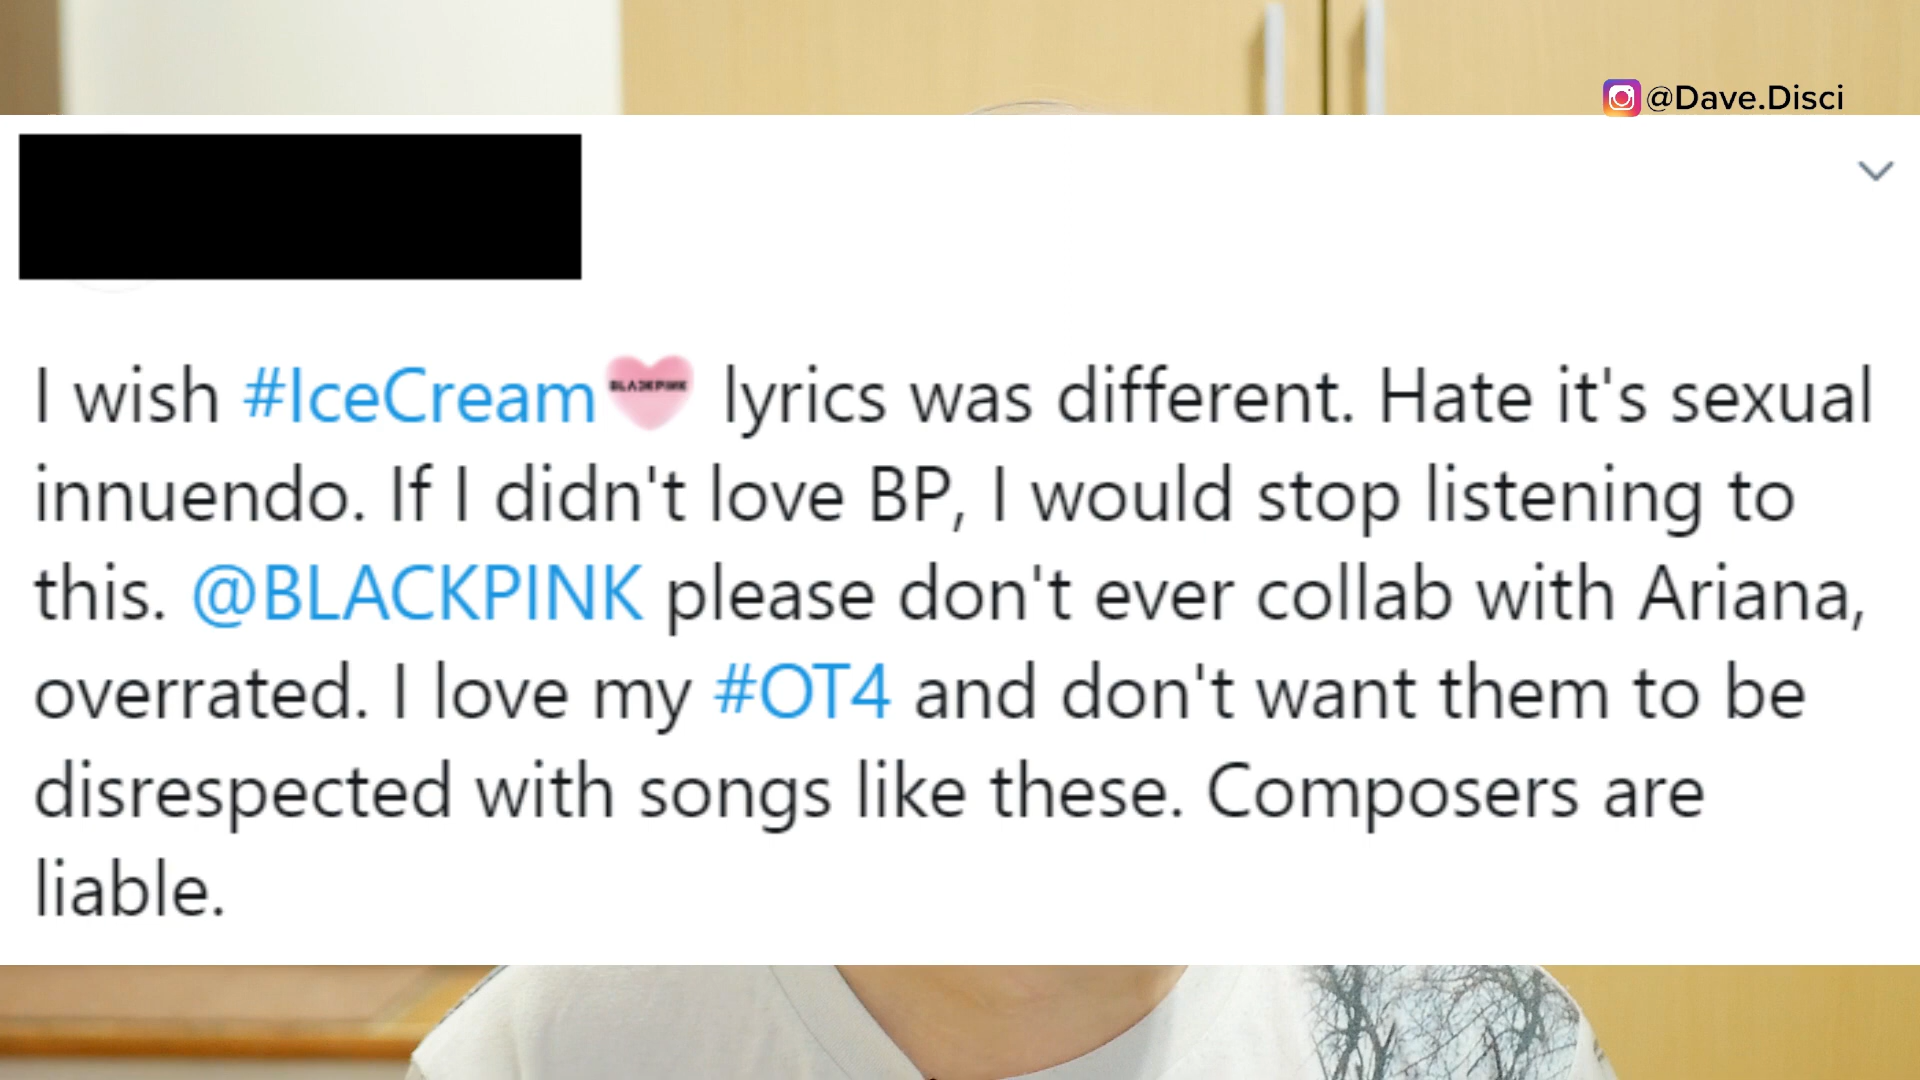 @Dave.Disci
I wish #IceCream BLACKPINK lyrics was different. Hate it's sexual
innuendo. If I didn't love BP, I would stop listening to
this. @BLACKPINK please don't ever collab with Ariana,
overrated. I love my #OT4 and don't want them to be
disrespected with songs like these. Composers are
liable.